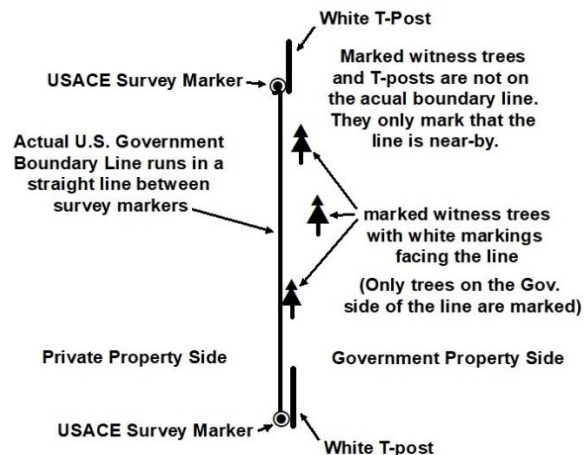 White T-Post
USACE Survey Marker
Marked witness trees
and T-posts are not on
the acual boundary line.
They only mark that the
line is near-by.
Actual U.S. Government
Boundary Line runs in a
straight line between
survey markers
marked witness trees
with white markings
facing the line
(Only trees on the Gov.
side of the line are marked)
Private Property Side
Government Property Side
USACE Survey Marker
White T-post